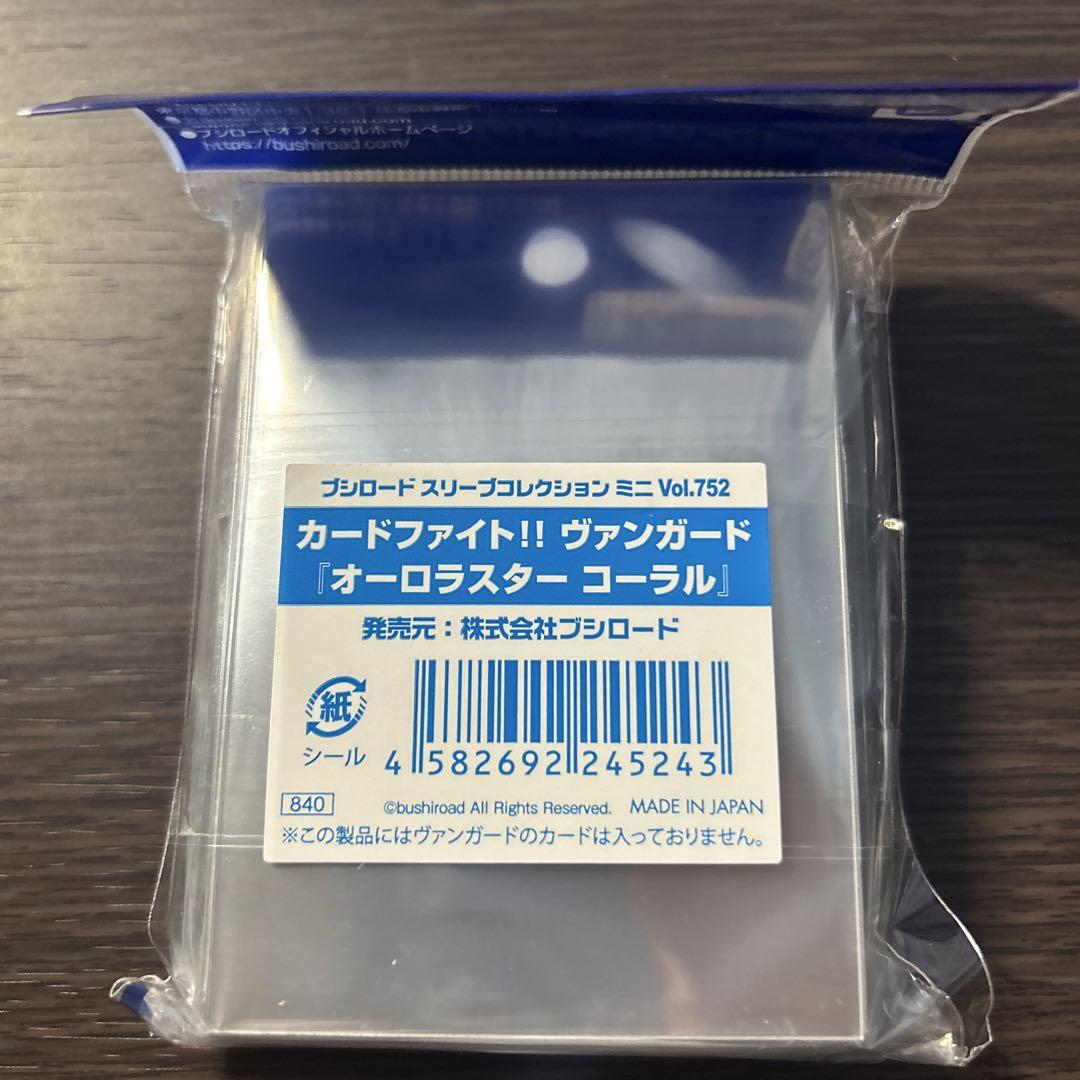 ●ブシロードオフィシャルホームページ
https://bushiroad.com/
ブシロード スリーブコレクション ミニ Vol.752
カードファイト!! ヴァンガード
『オーロラスター コーラル』
発売元：株式会社ブシロード
紙
シール
4 582692 245243
840
©bushiroad All Rights Reserved. MADE IN JAPAN
※この製品にはヴァンガードのカードは入っておりません。